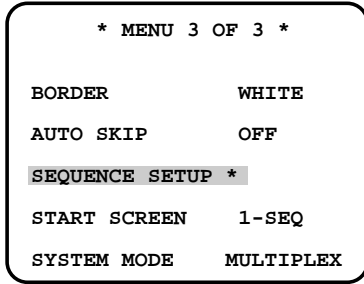 * MENU 3 OF 3 *
BORDER WHITE
AUTO SKIP OFF
SEQUENCE SETUP *
START SCREEN 1-SEQ
SYSTEM MODE MULTIPLEX